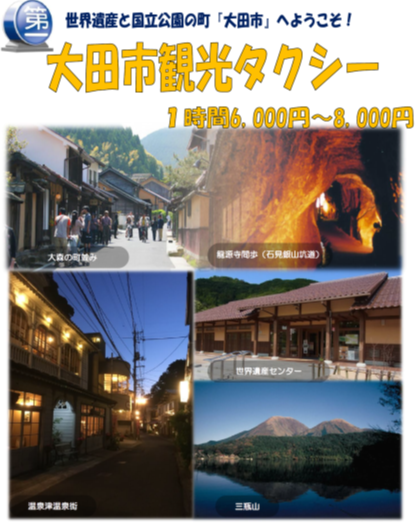 第
世界遺産と国立公園の町「大田市」へようこそ！
大田市観光タクシー
1時間6,000円〜8,000円
大森の町並み
龍源寺間歩（石見銀山坑道）
世界遺産センター
温泉津温泉街
三瓶山